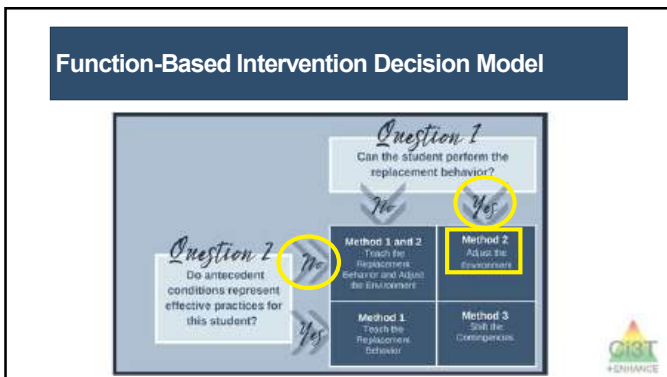 Function-Based Intervention Decision Model
Question 1
Can the student perform the
replacement behavior?
No
Yes
Question 2
Do antecedent
conditions represent
effective practices for
this student?
No
Method 1 and 2
Teach the
Replacement
Behavior and Adjust
the Environment
Method 2
Adjust the
Environment
Yes
Method 1
Teach the
Replacement
Behavior
Method 3
Shift the
Contingencies
Ci3T
+ENHANCE